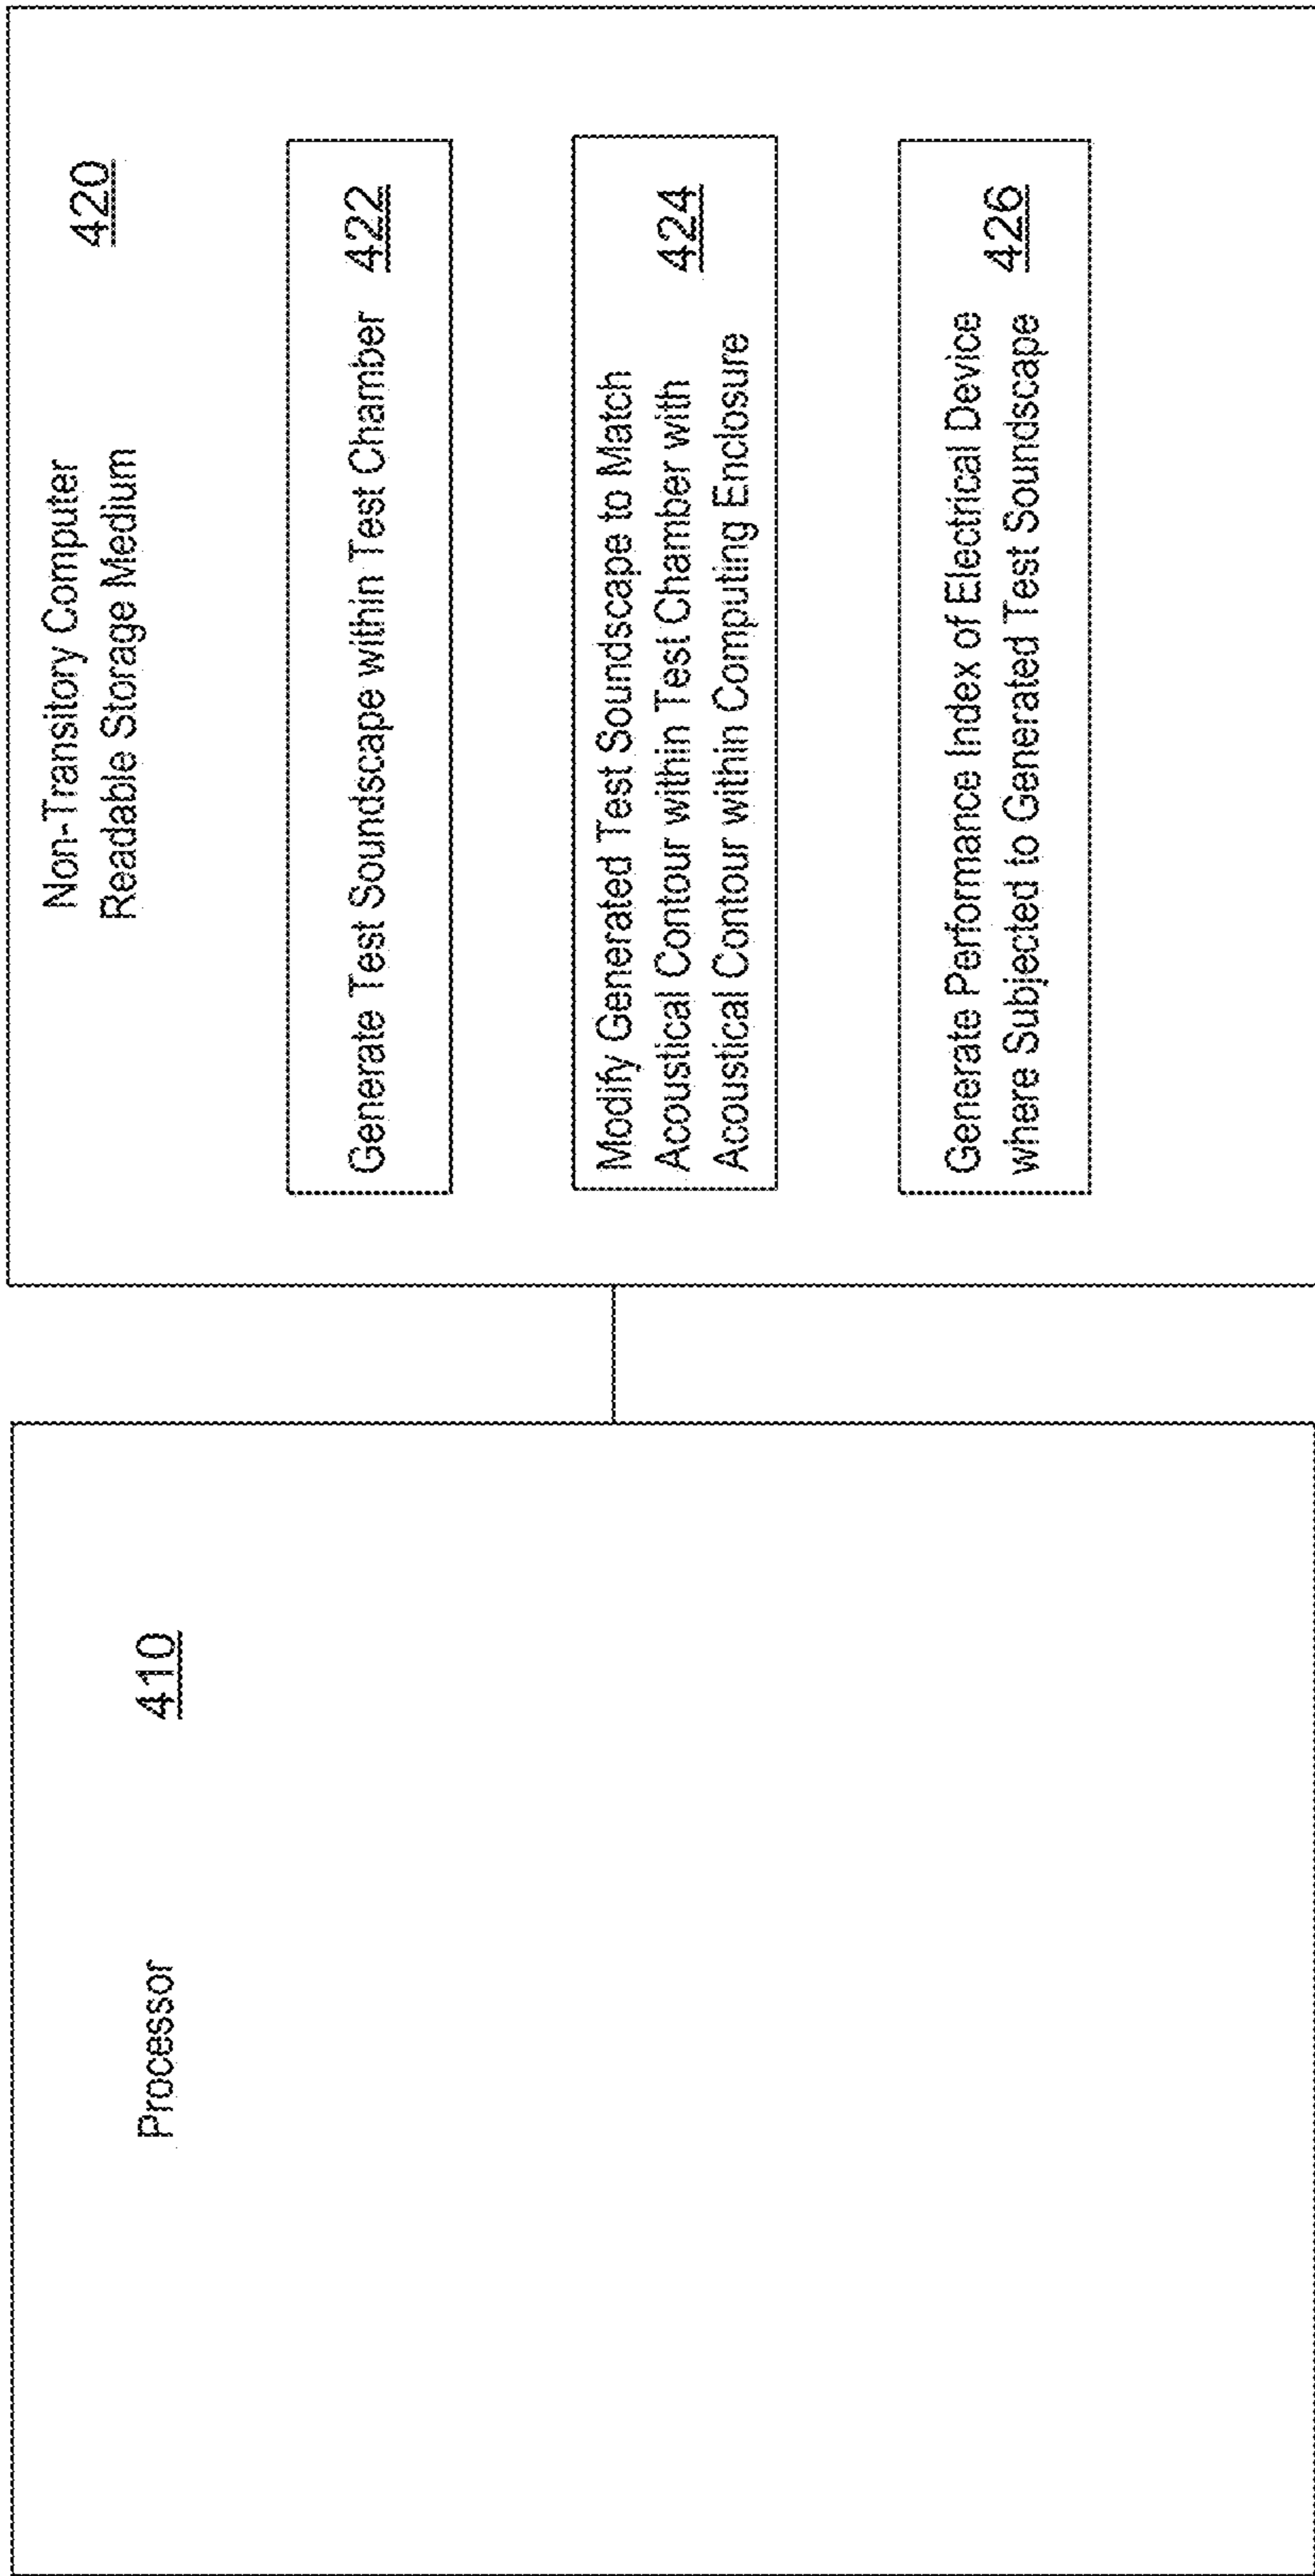 Processor
410
Non-Transitory Computer
Readable Storage Medium
420
Generate Test Soundscape within Test Chamber
422
Modify Generated Test Soundscape to Match
Acoustical Contour within Test Chamber with
Acoustical Contour within Computing Enclosure
424
Generate Performance Index of Electrical Device
where Subjected to Generated Test Soundscape
426